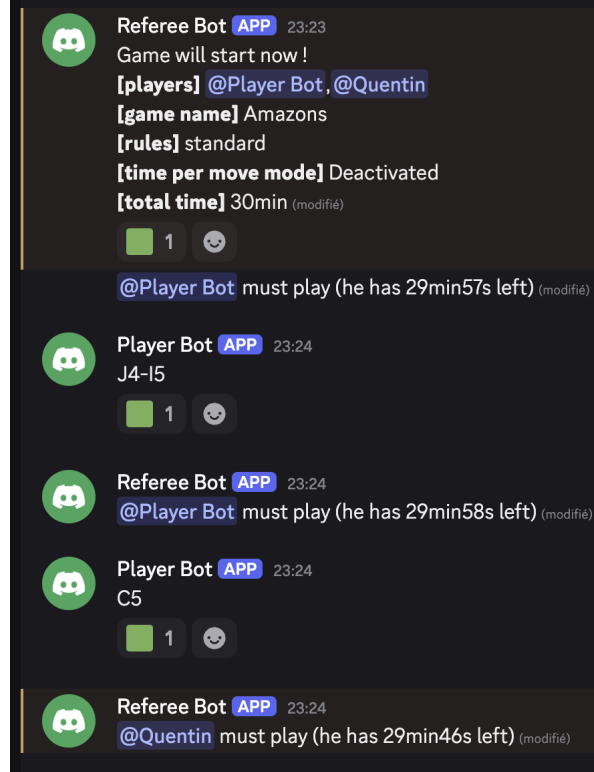 Referee Bot APP 23:23
Game will start now !
[players] @Player Bot,@Quentin
[game name] Amazons
[rules] standard
[time per move mode] Deactivated
[total time] 30min (modifié)
1
@Player Bot must play (he has 29min57s left) (modifié)
Player Bot APP 23:24
J4-I5
1
Referee Bot APP 23:24
@Player Bot must play (he has 29min58s left) (modifié)
Player Bot APP 23:24
C5
1
Referee Bot APP 23:24
@Quentin must play (he has 29min46s left) (modifié)